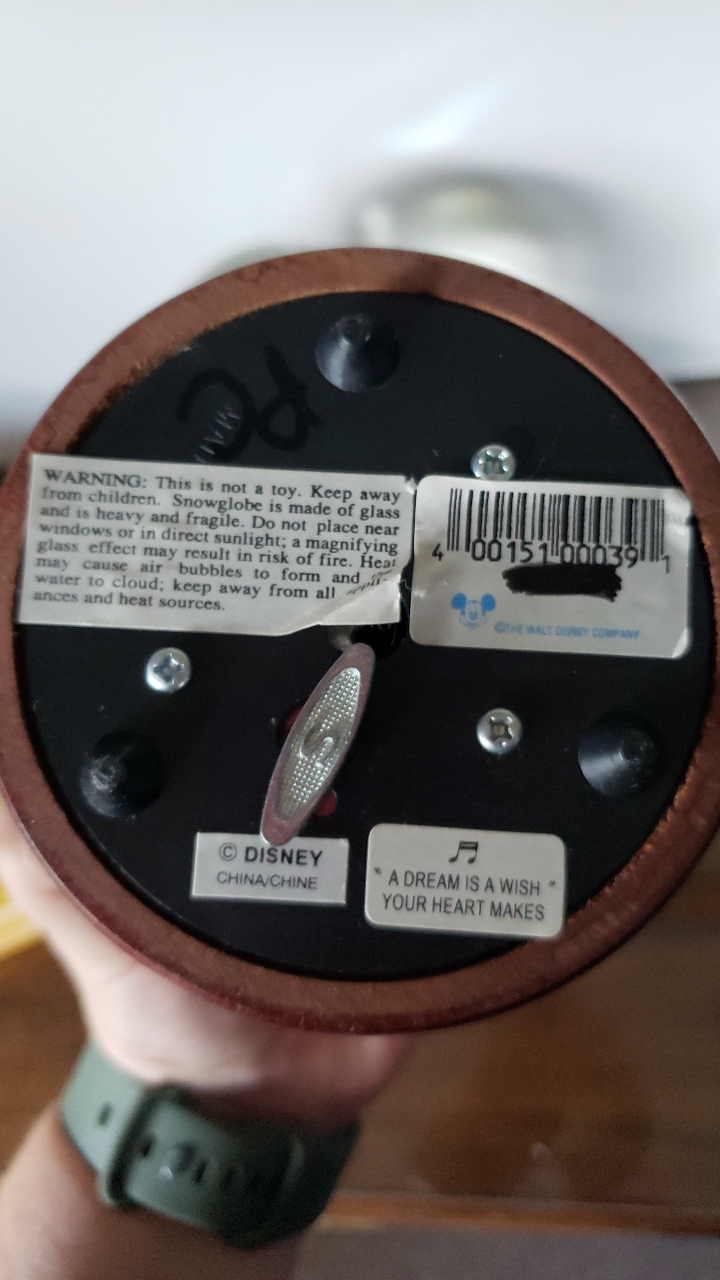 PC
MAD
WARNING: This is not a toy. Keep away
from children. Snowglobe is made of glass
and is heavy and fragile. Do not place near
windows or in direct sunlight; a magnifying
glass effect may result in risk of fire. Heat
may cause air bubbles to form and
water to cloud; keep away from all appli-
ances and heat sources.
4 00151 00039 1
©THE WALT DISNEY COMPANY
S
© DISNEY
CHINA/CHINE
" A DREAM IS A WISH "
YOUR HEART MAKES